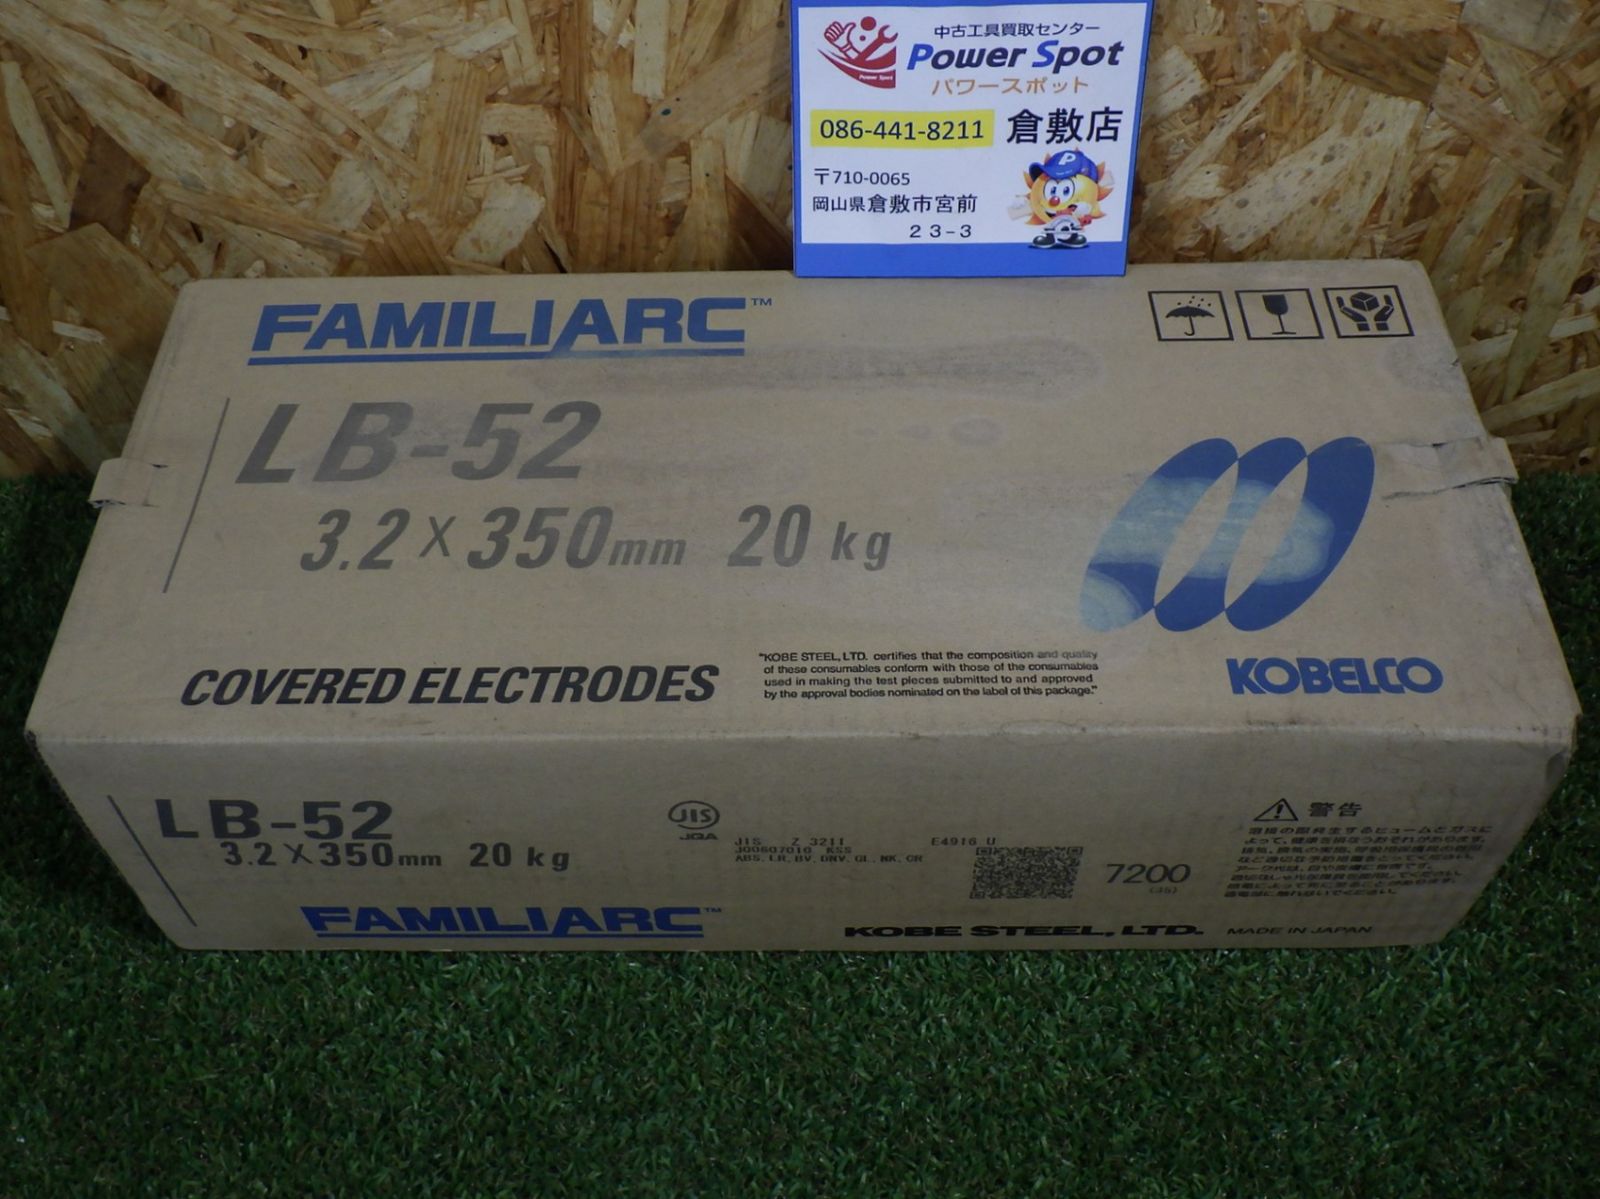 中古工具買取センター
Power Spot
Power Spot
パワースポット
086-441-8211 倉敷店
〒710-0065
岡山県倉敷市宮前
23-3
FAMILIARC™
LB-52
3.2×350mm 20kg
COVERED ELECTRODES
"KOBE STEEL, LTD. certifies that the composition and quality
of these consumables conform with those of the consumables
used in making the test pieces submitted to and approved
by the approval bodies nominated on the label of this package."
KOBELCO
LB-52
3.2×350mm 20kg
FAMILIARC™
JIS
JQA
JIS Z 3211 E4916 U
JQ0607010 KSS
ABS, LR, BV, DNV, GL, NK, CR
7200
KOBE STEEL, LTD. MADE IN JAPAN
警告